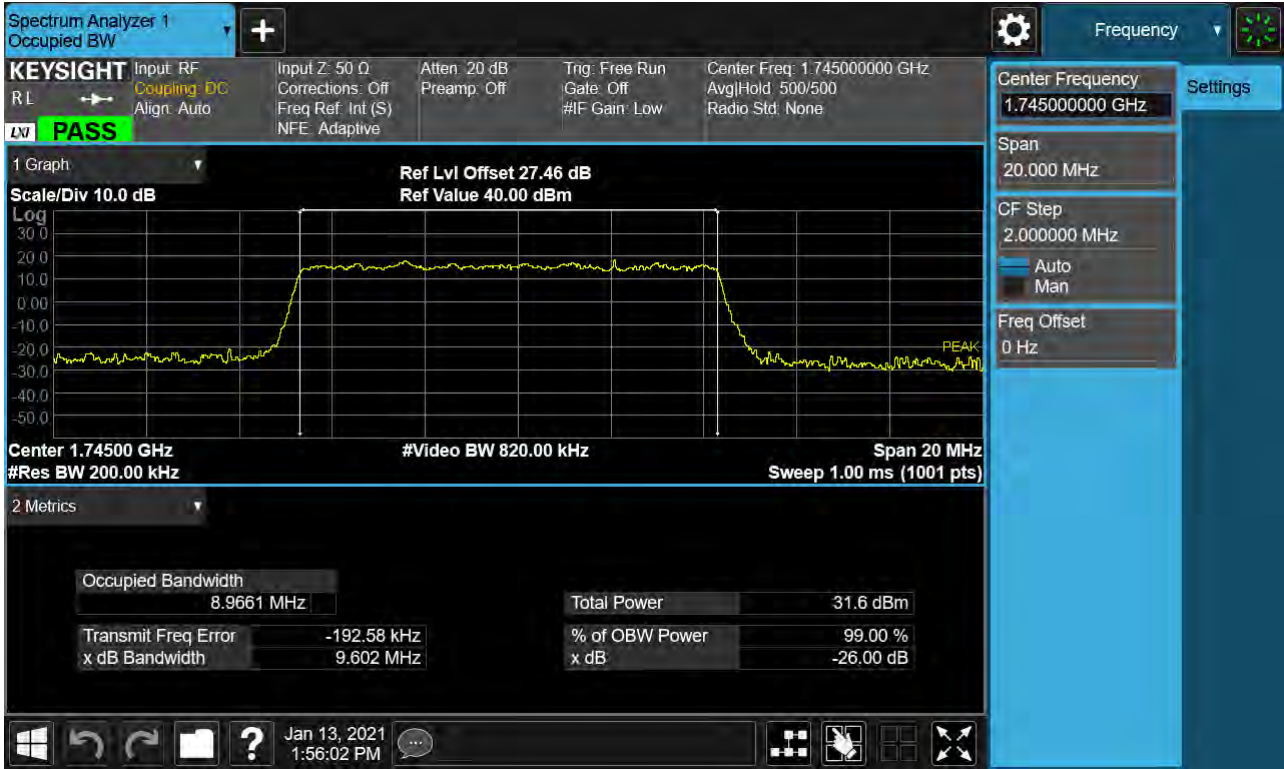 Spectrum Analyzer 1
Occupied BW
+
Frequency
KEYSIGHT
R L
LXI
PASS
Input: RF
Coupling: DC
Align: Auto
Input Z: 50 Ω
Corrections: Off
Freq Ref: Int (S)
NFE: Adaptive
Atten: 20 dB
Preamp: Off
Trig: Free Run
Gate: Off
#IF Gain: Low
Center Freq: 1.745000000 GHz
Avg|Hold: 500/500
Radio Std: None
Center Frequency
1.745000000 GHz
Settings
Span
20.000 MHz
CF Step
2.000000 MHz
Auto
Man
Freq Offset
0 Hz
1 Graph
Scale/Div 10.0 dB
Ref Lvl Offset 27.46 dB
Ref Value 40.00 dBm
Log
30.0
20.0
10.0
0.00
-10.0
-20.0
-30.0
-40.0
-50.0
PEAK
Center 1.74500 GHz
#Video BW 820.00 kHz
Span 20 MHz
#Res BW 200.00 kHz
Sweep 1.00 ms (1001 pts)
2 Metrics
Occupied Bandwidth
8.9661 MHz
Total Power 31.6 dBm
Transmit Freq Error -192.58 kHz
% of OBW Power 99.00 %
x dB Bandwidth 9.602 MHz
x dB -26.00 dB
?
Jan 13, 2021
1:56:02 PM